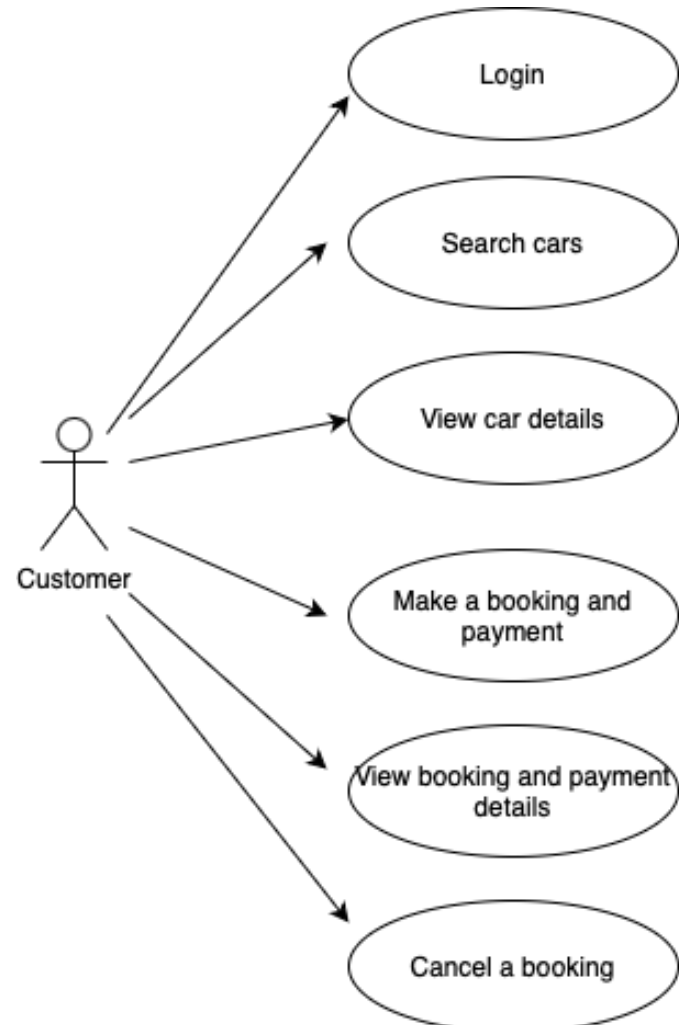 Login
Search cars
View car details
Customer
Make a booking and
payment
View booking and payment
details
Cancel a booking